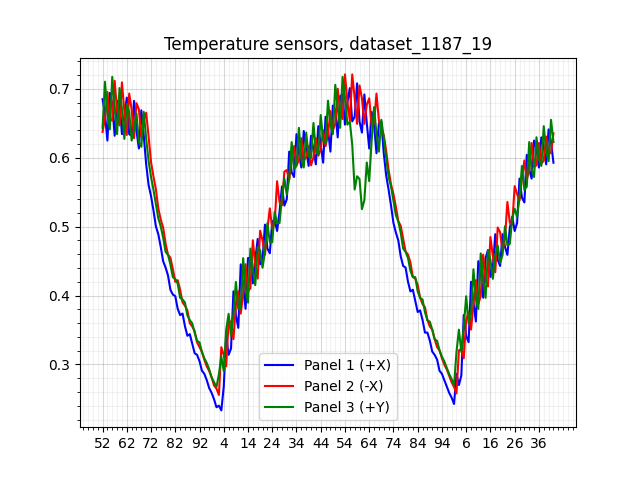 Temperature sensors, dataset_1187_19
0.7
0.6
0.5
0.4
0.3
Panel 1 (+X)
Panel 2 (-X)
Panel 3 (+Y)
52 62 72 82 92 4 14 24 34 44 54 64 74 84 94 6 16 26 36